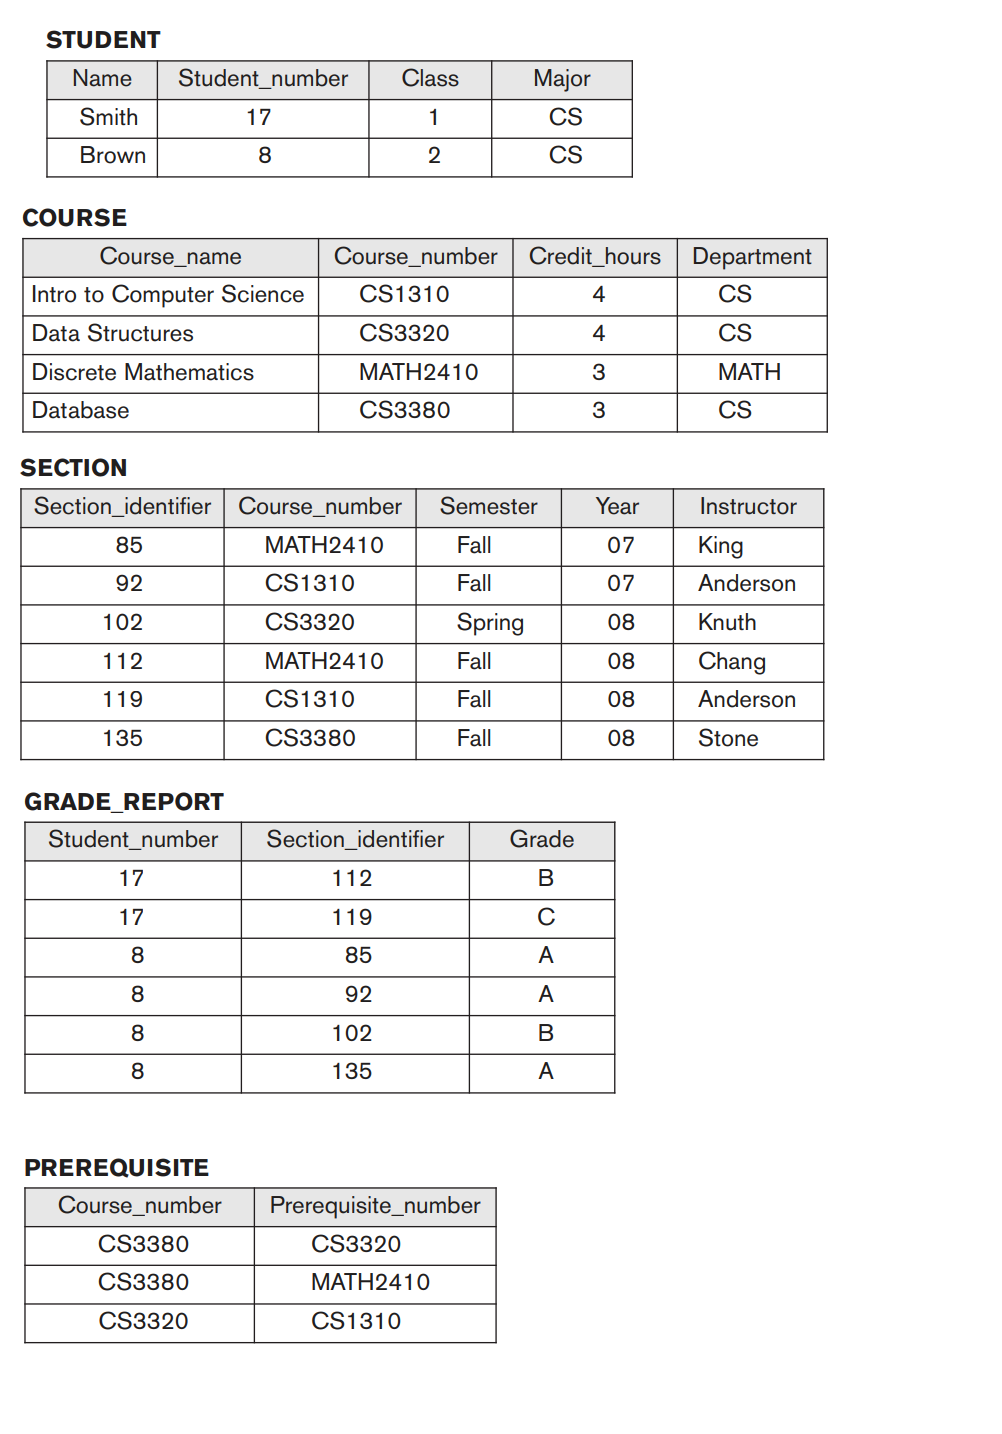 STUDENT
Name Student_number Class Major
Smith 17 1 CS
Brown 8 2 CS
COURSE
Course_name Course_number Credit_hours Department
Intro to Computer Science CS1310 4 CS
Data Structures CS3320 4 CS
Discrete Mathematics MATH2410 3 MATH
Database CS3380 3 CS
SECTION
Section_identifier Course_number Semester Year Instructor
85 MATH2410 Fall 07 King
92 CS1310 Fall 07 Anderson
102 CS3320 Spring 08 Knuth
112 MATH2410 Fall 08 Chang
119 CS1310 Fall 08 Anderson
135 CS3380 Fall 08 Stone
GRADE_REPORT
Student_number Section_identifier Grade
17 112 B
17 119 C
8 85 A
8 92 A
8 102 B
8 135 A
PREREQUISITE
Course_number Prerequisite_number
CS3380 CS3320
CS3380 MATH2410
CS3320 CS1310